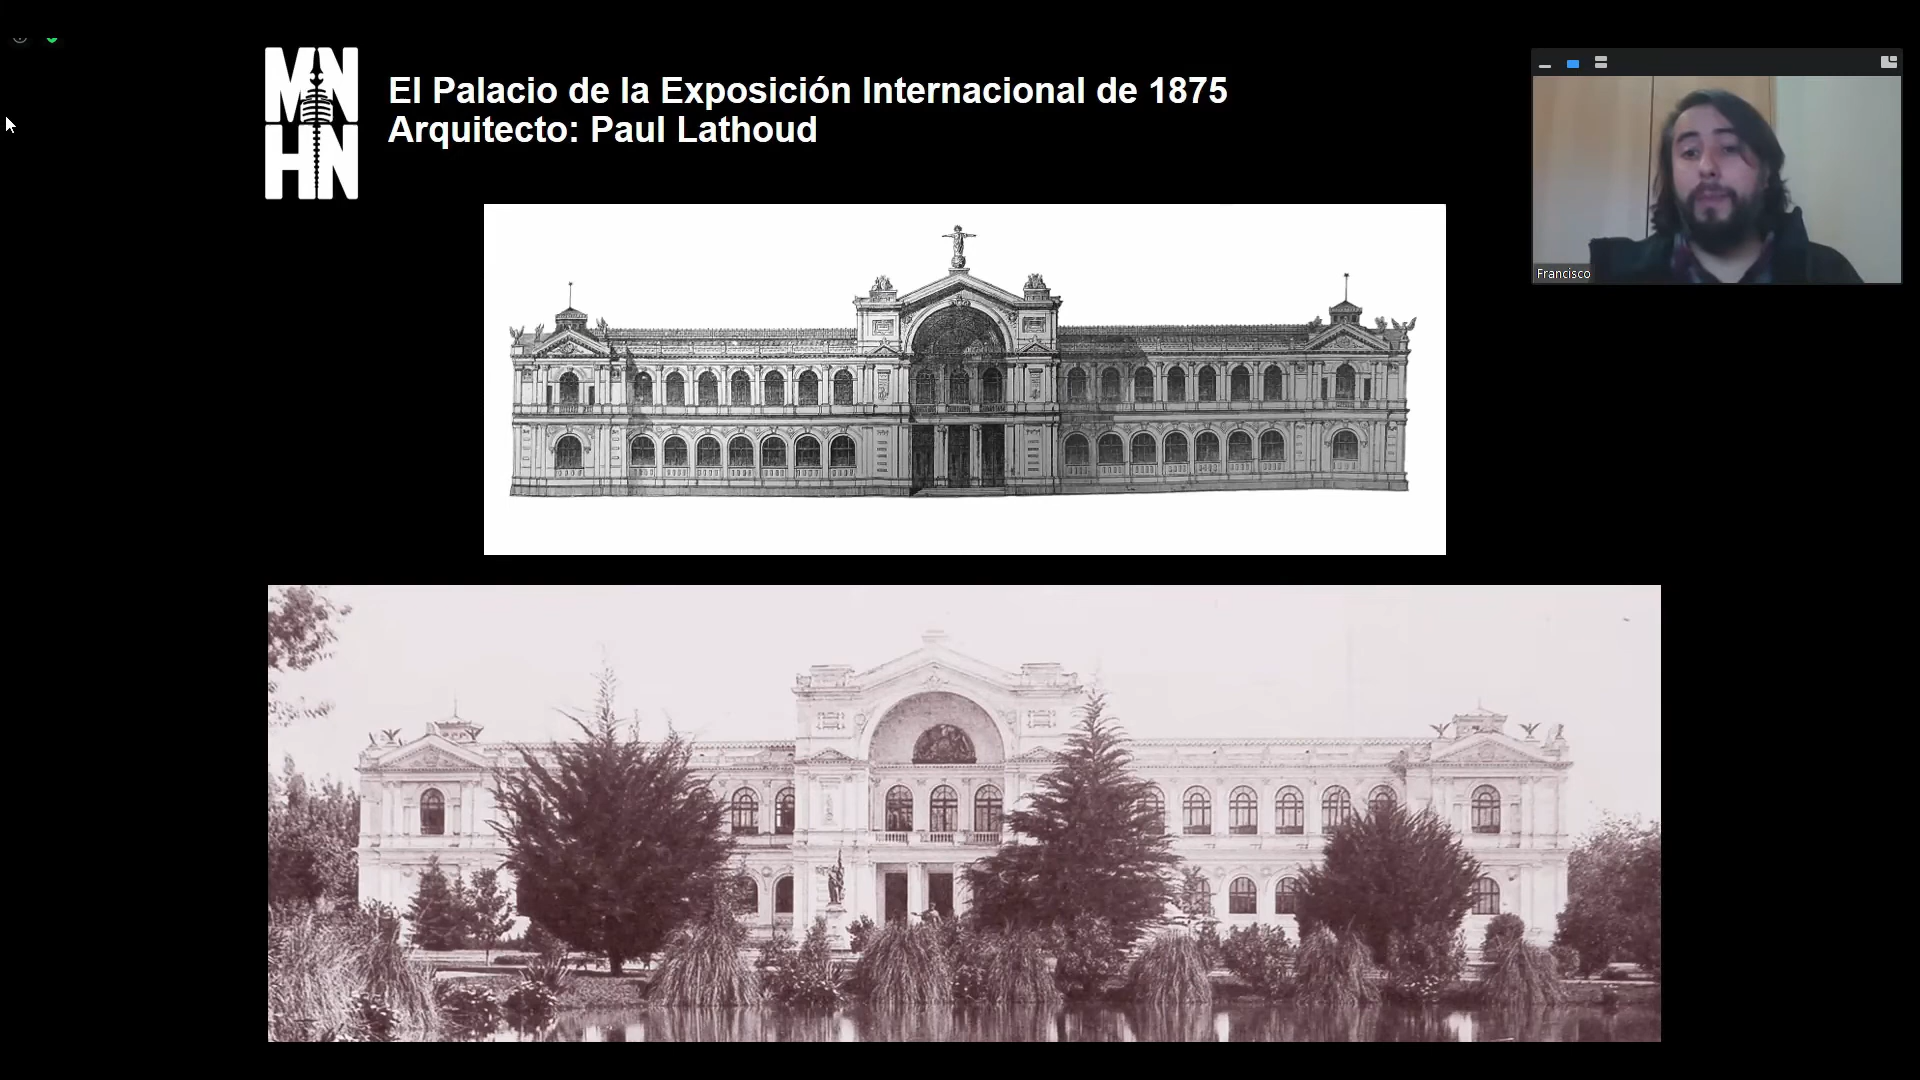 MN
HN
El Palacio de la Exposición Internacional de 1875
Arquitecto: Paul Lathoud
Francisco